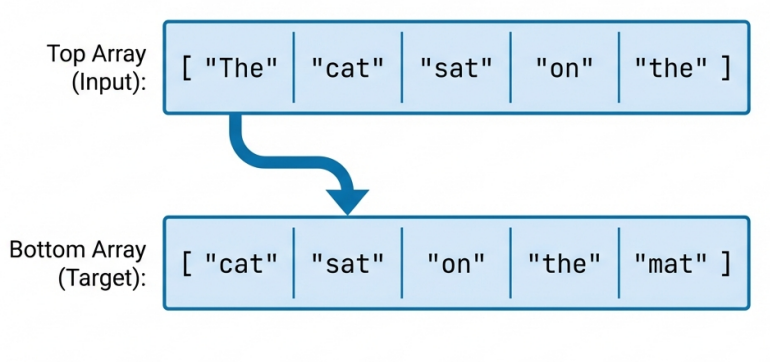 Top Array
(Input):
[ "The" "cat" "sat" "on" "the" ]
Bottom Array
(Target):
[ "cat" "sat" "on" "the" "mat" ]